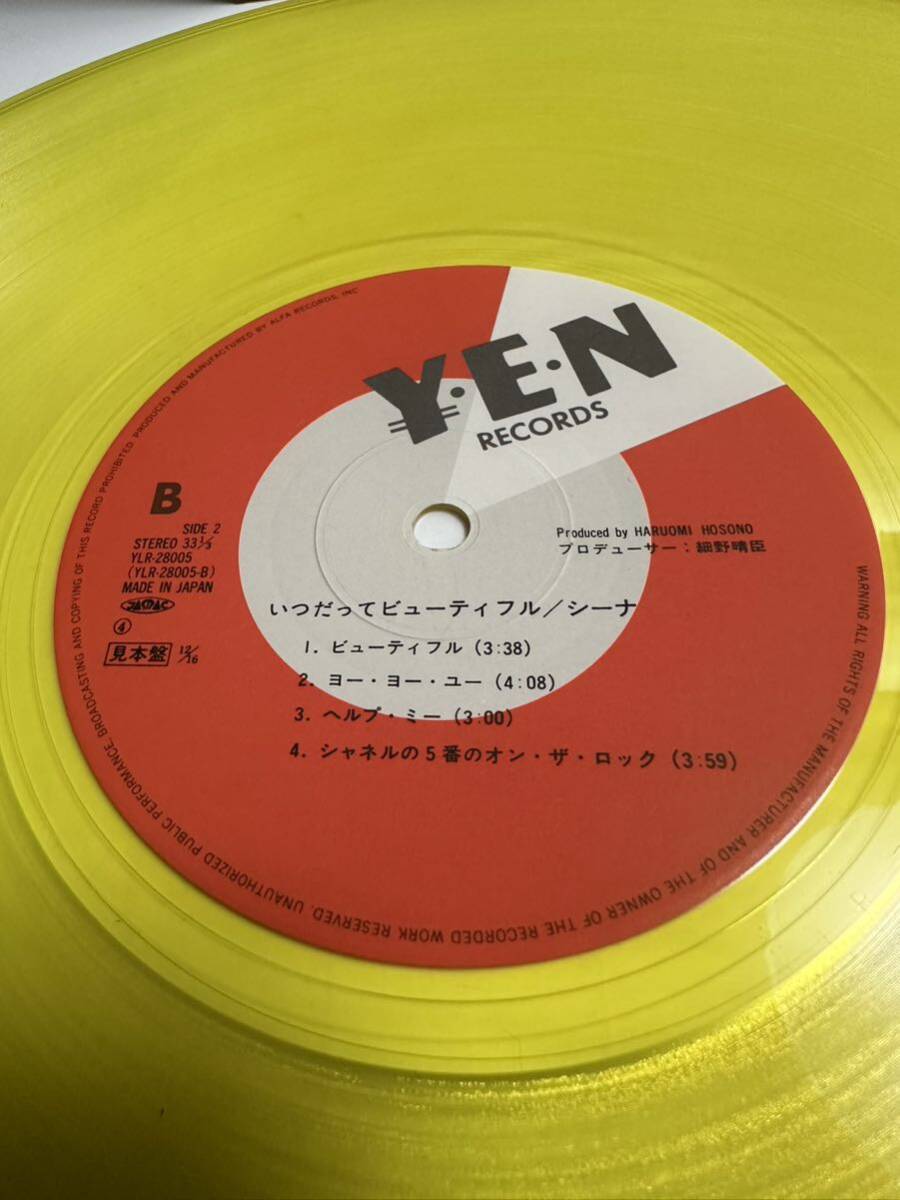 Y・E・N
RECORDS
B
SIDE 2
STEREO 33 1/3
YLR-28005
(YLR-28005-B)
MADE IN JAPAN
JASRAC
④
見本盤 12/16
Produced by HARUOMI HOSONO
プロデューサー：細野晴臣
いつだってビューティフル／シーナ
1. ビューティフル (3:38)
2. ヨー・ヨー・ユー (4:08)
3. ヘルプ・ミー (3:00)
4. シャネルの5番のオン・ザ・ロック (3:59)
WARNING ALL RIGHTS OF THE MANUFACTURER AND OF THE OWNER OF THE RECORDED WORK RESERVED. UNAUTHORIZED PUBLIC PERFORMANCE, BROADCASTING AND COPYING OF THIS RECORD PROHIBITED. PRODUCED AND MANUFACTURED BY ALFA RECORDS, INC